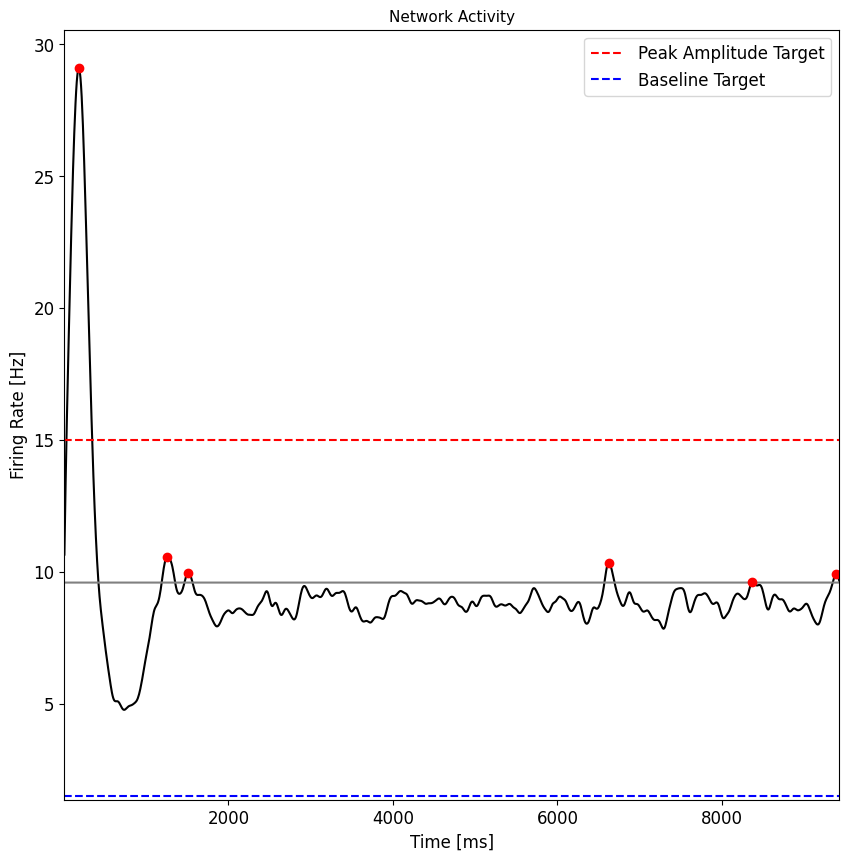 Network Activity
Peak Amplitude Target
Baseline Target
Firing Rate [Hz]
30
25
20
15
10
5
2000
4000
6000
8000
Time [ms]